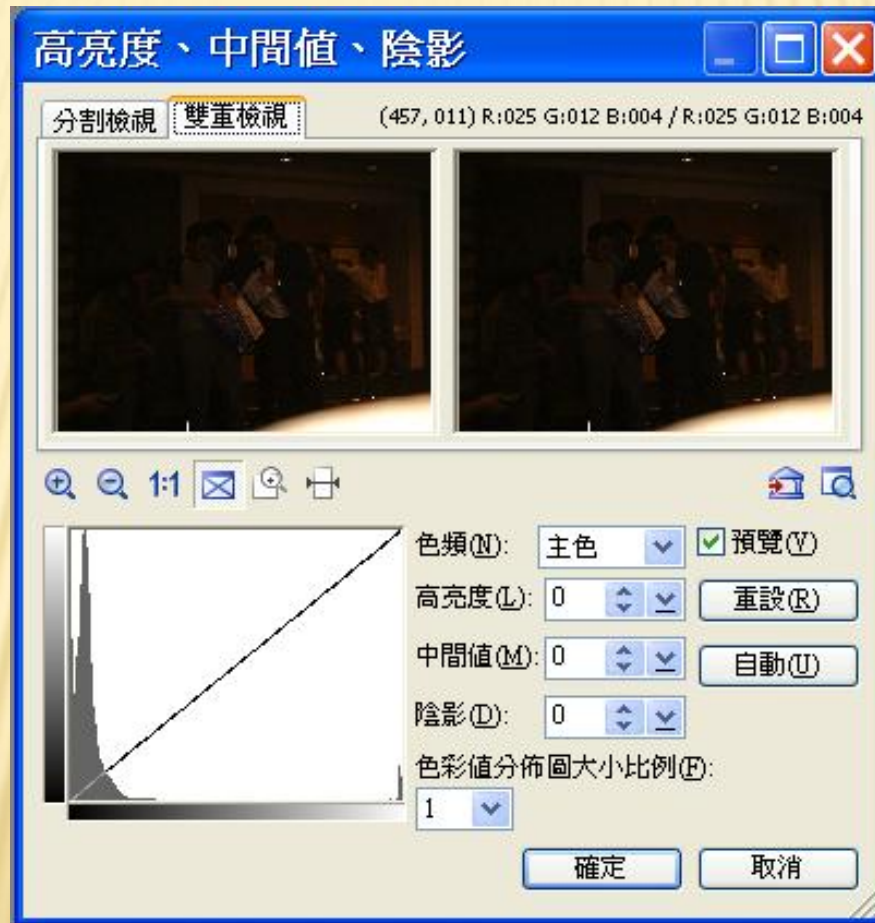 高亮度、中間值、陰影
分割檢視 雙重檢視 (457, 011) R:025 G:012 B:004 / R:025 G:012 B:004
1:1
色頻(N): 主色 預覽(V)
高亮度(L): 0 重設(R)
中間值(M): 0 自動(U)
陰影(D): 0
色彩值分佈圖大小比例(F):
1
確定 取消